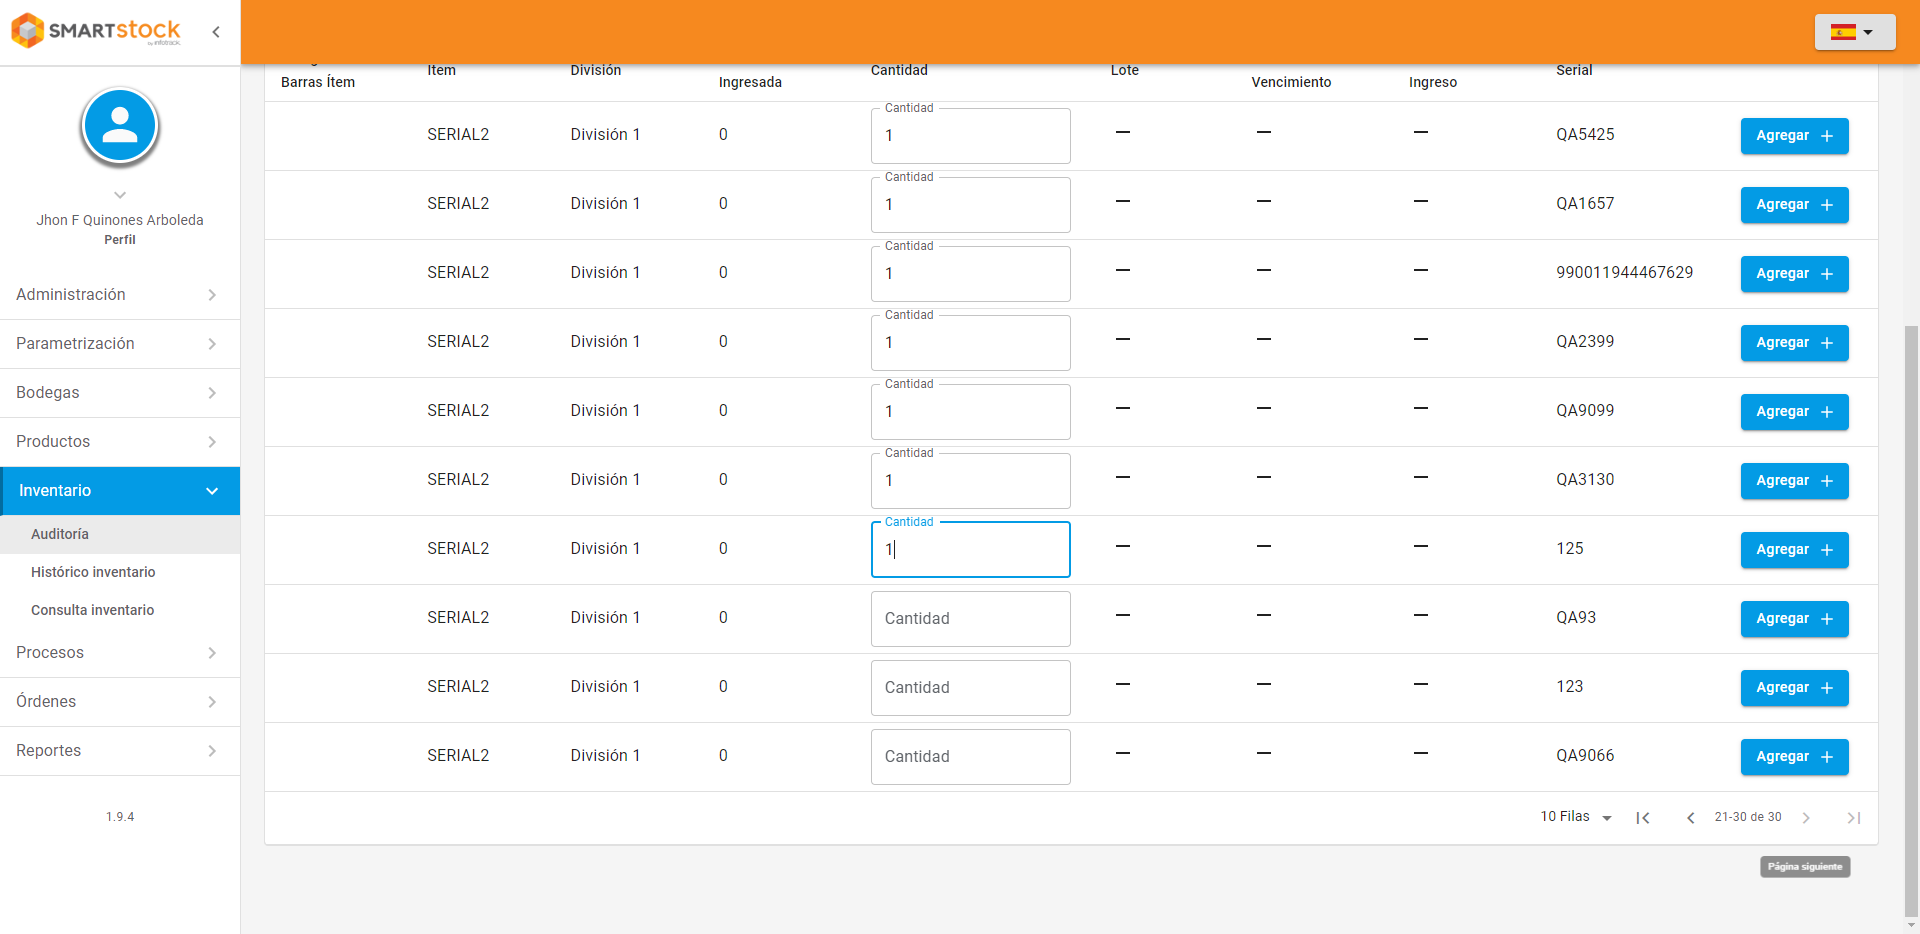 SMARTstock
by infotrack
Jhon F Quinones Arboleda
Perfil
Administración
Parametrización
Bodegas
Productos
Inventario
Auditoría
Histórico inventario
Consulta inventario
Procesos
Órdenes
Reportes
1.9.4
Barras Ítem Ítem División Ingresada Cantidad Lote Vencimiento Ingreso Serial
Cantidad
SERIAL2 División 1 0 1 — — — QA5425 Agregar +
Cantidad
SERIAL2 División 1 0 1 — — — QA1657 Agregar +
Cantidad
SERIAL2 División 1 0 1 — — — 990011944467629 Agregar +
Cantidad
SERIAL2 División 1 0 1 — — — QA2399 Agregar +
Cantidad
SERIAL2 División 1 0 1 — — — QA9099 Agregar +
Cantidad
SERIAL2 División 1 0 1 — — — QA3130 Agregar +
Cantidad
SERIAL2 División 1 0 1 — — — 125 Agregar +
SERIAL2 División 1 0 Cantidad — — — QA93 Agregar +
SERIAL2 División 1 0 Cantidad — — — 123 Agregar +
SERIAL2 División 1 0 Cantidad — — — QA9066 Agregar +
10 Filas 21-30 de 30
Página siguiente